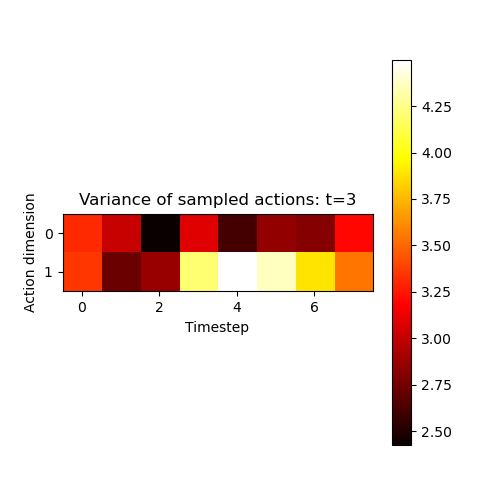 Variance of sampled actions: t=3
Action dimension
0
1
0 2 4 6
Timestep
4.25
4.00
3.75
3.50
3.25
3.00
2.75
2.50